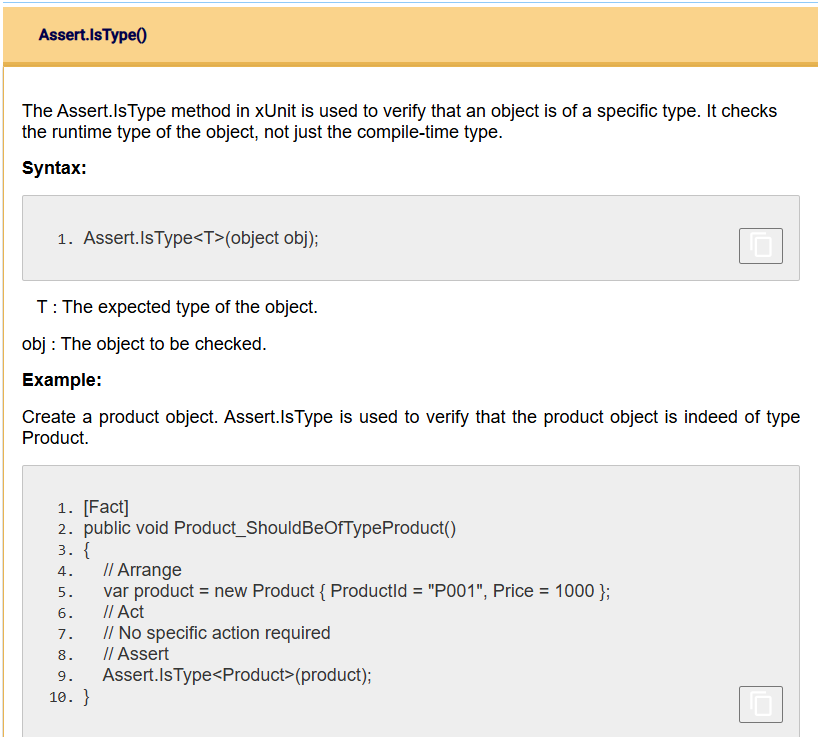 Assert.IsType()
The Assert.IsType method in xUnit is used to verify that an object is of a specific type. It checks
the runtime type of the object, not just the compile-time type.
Syntax:
1. Assert.IsType<T>(object obj);
T : The expected type of the object.
obj : The object to be checked.
Example:
Create a product object. Assert.IsType is used to verify that the product object is indeed of type
Product.
1. [Fact]
2. public void Product_ShouldBeOfTypeProduct()
3. {
4. // Arrange
5. var product = new Product { ProductId = "P001", Price = 1000 };
6. // Act
7. // No specific action required
8. // Assert
9. Assert.IsType<Product>(product);
10. }